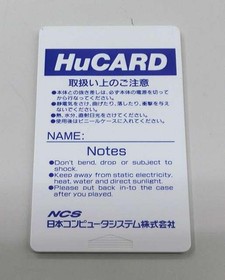 HuCARD
取扱い上のご注意
●本体との抜き差しは、必ず本体の電源を切って
から行なってください。
●静電気をさけ、曲げたり、落したり、衝撃を与え
ないでください。
●熱、水分、直射日光をさけてください。
●使用後はビニールケースに入れてください。
NAME:
Notes
●Don't bend, drop or subuect to
shock.
●Keep away from static electricity,
heat, water and direct sunlight.
●Please put back in-to the case
after you played.
NCS
日本コンピュータシステム株式会社